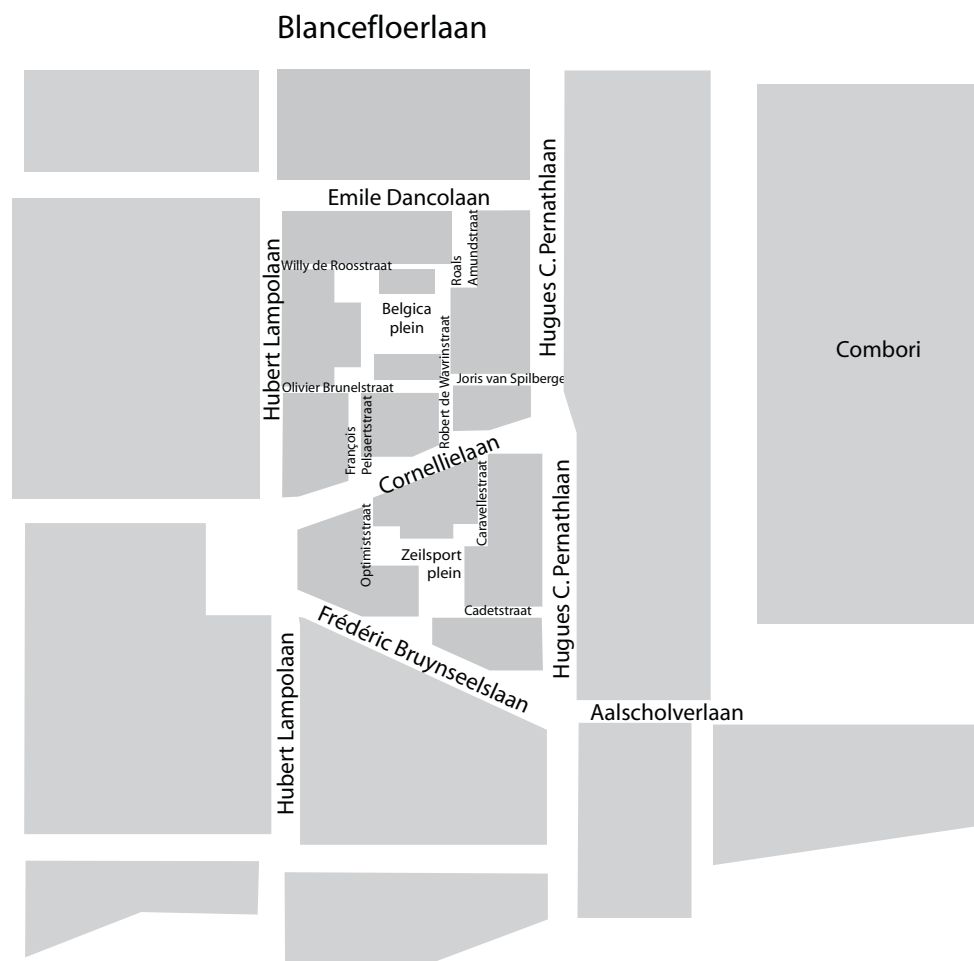 Blancefloerlaan
Emile Dancolaan
Hugues C. Pernathlaan
Hubert Lampolaan
Willy de Roosstraat
Roals
Amundstraat
Belgica
plein
Robert de Wavrinstraat
Combori
Olivier Brunelstraat
Joris van Spilberge
François
Pelsaertstraat
Cornellielaan
Caravellestraat
Optimiststraat
Zeilsport
plein
Hugues C. Pernathlaan
Cadetstraat
Frédéric Bruynseelslaan
Hubert Lampolaan
Aalscholverlaan